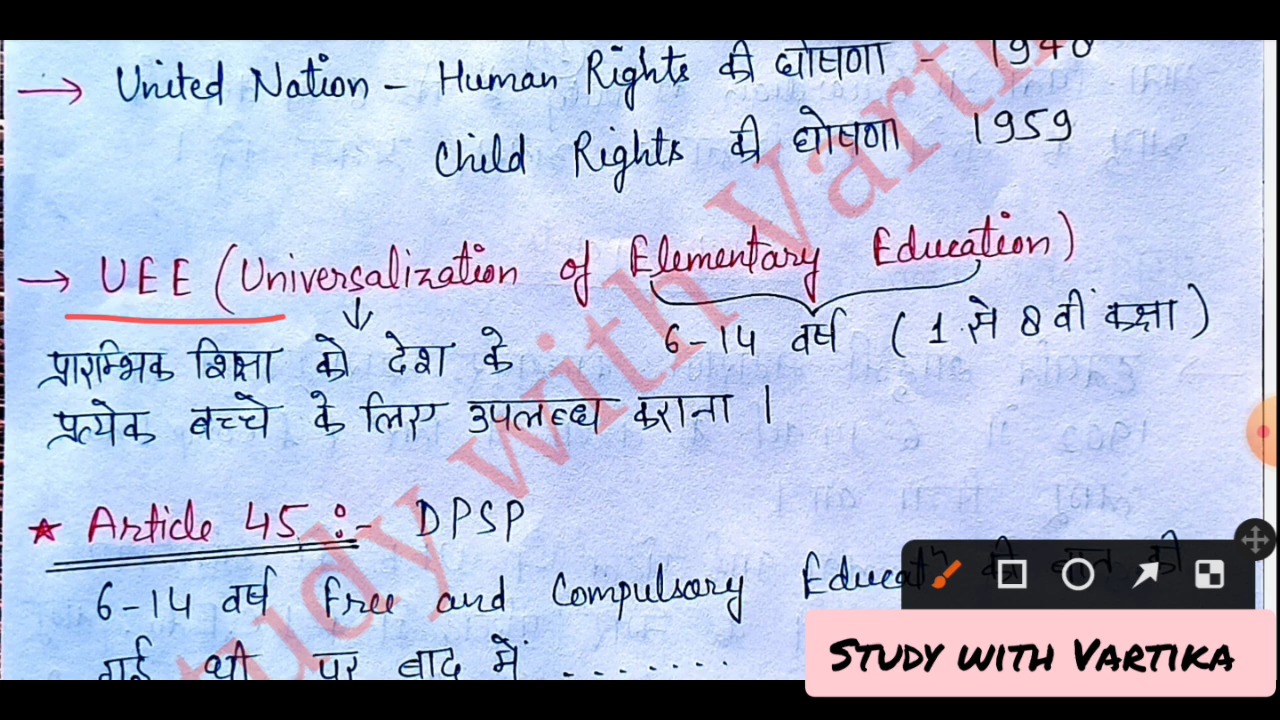 → United Nation – Human Rights की घोषणा – 1948
Child Rights की घोषणा 1959
→ UEE (Universalization of Elementary Education)
6-14 वर्ष (1 से 8 वीं कक्षा)
प्रारम्भिक शिक्षा को देश के
प्रत्येक बच्चे के लिए उपलब्ध कराना ।
★ Article 45 :- DPSP
6-14 वर्ष free and Compulsory Educatn की बात की
गई थी पर बाद में .......
Study with Vartika
STUDY WITH VARTIKA